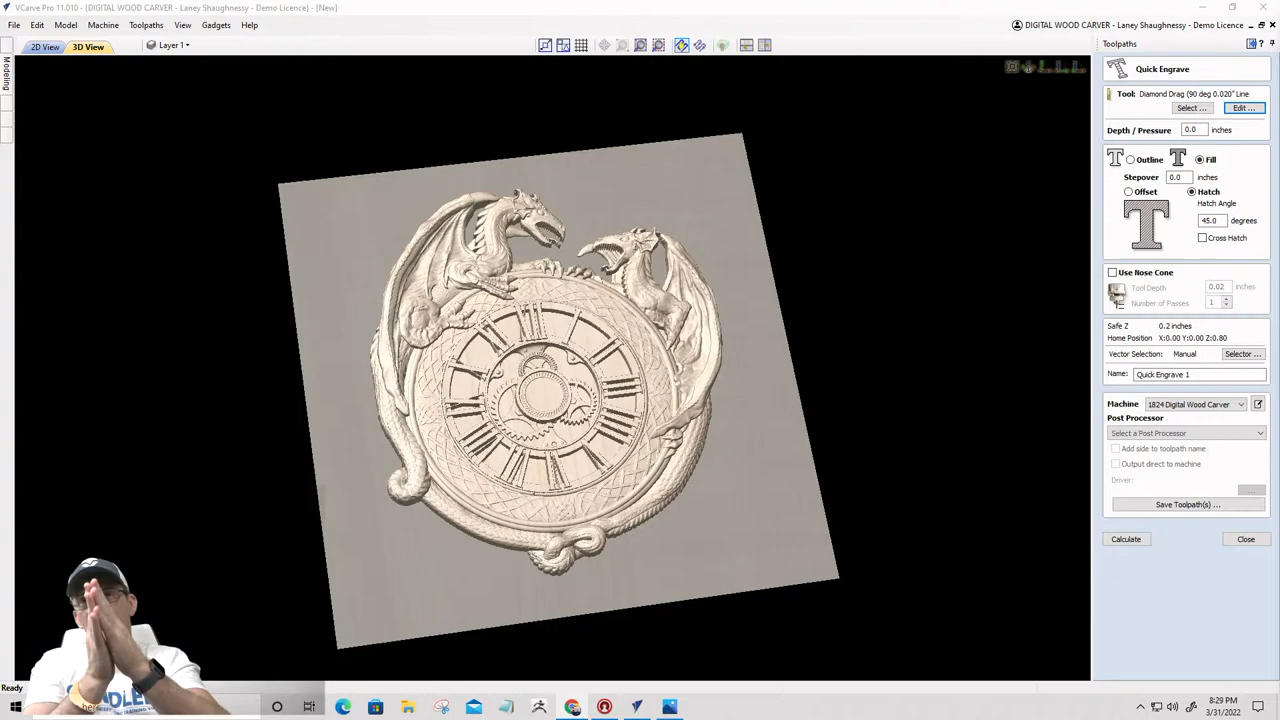 VCarve Pro 11.010 - {DIGITAL WOOD CARVER - Laney Shaughnessy - Demo Licence} - [New]
File Edit Model Machine Toolpaths View Gadgets Help
DIGITAL WOOD CARVER - Laney Shaughnessy - Demo Licence
2D View 3D View Layer 1
Modeling
Toolpaths
Quick Engrave
Tool: Diamond Drag (90 deg 0.020" Line
Select ... Edit ...
Depth / Pressure 0.0 inches
Outline Fill
Stepover 0.0 inches
Offset Hatch
Hatch Angle
45.0 degrees
Cross Hatch
Use Nose Cone
Tool Depth 0.02 inches
Number of Passes 1
Safe Z 0.2 inches
Home Position X:0.00 Y:0.00 Z:0.80
Vector Selection: Manual Selector ...
Name: Quick Engrave 1
Machine 1824 Digital Wood Carver
Post Processor
Select a Post Processor
Add side to toolpath name
Output direct to machine
Driver:
...
Save Toolpath(s) ...
Calculate Close
Ready
8:29 PM
3/31/2022